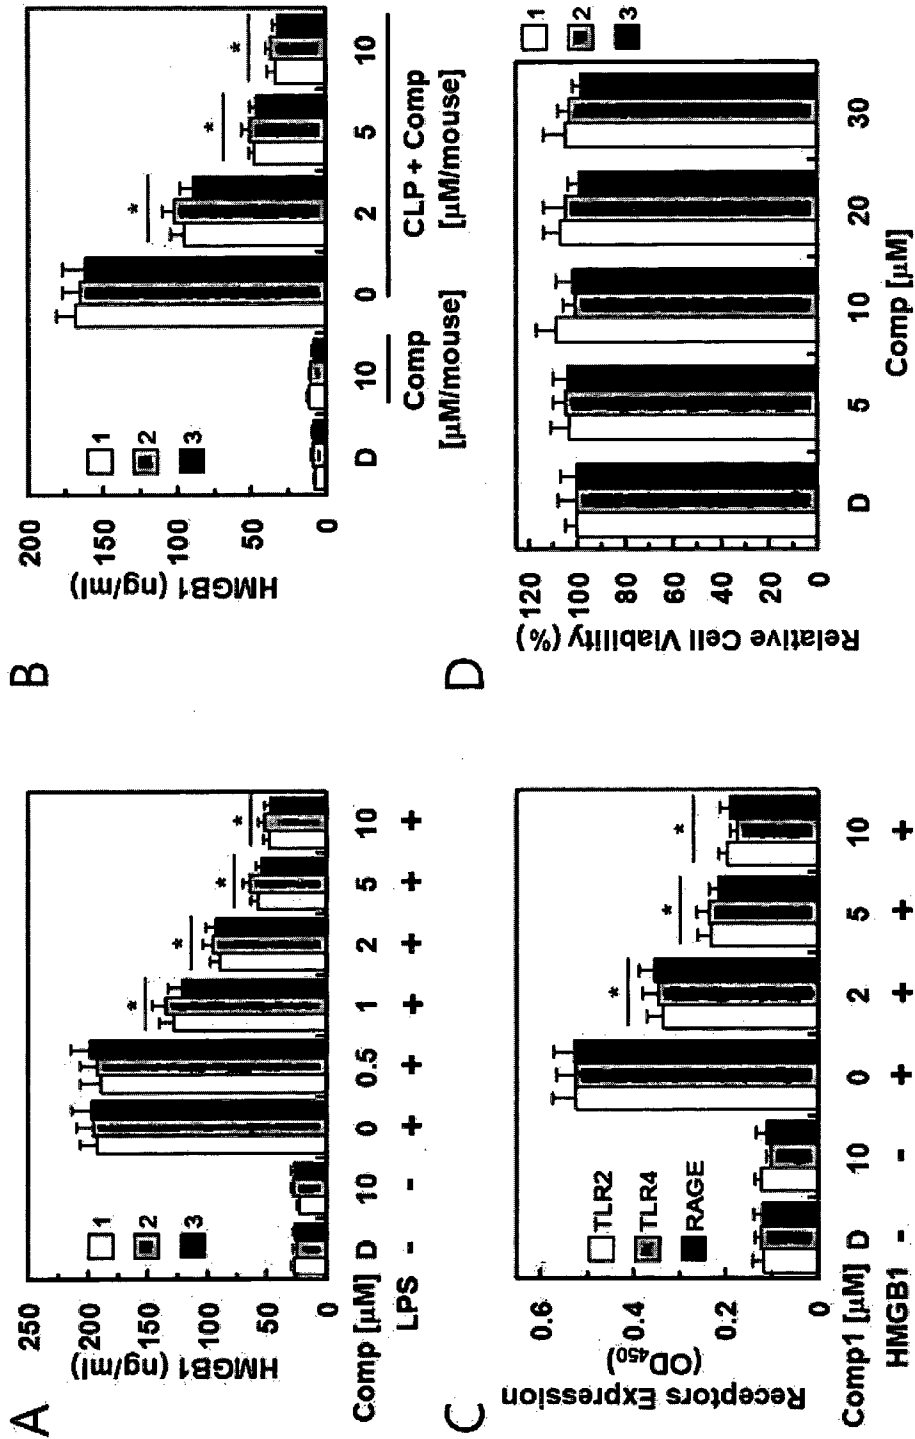 A
HMGB1 (ng/ml)
250
200
150
100
50
0
1
2
3
Comp [µM] D 10 0 0.5 1 2 5 10
LPS - - + + + + + +
* * * *
B
HMGB1 (ng/ml)
200
150
100
50
0
1
2
3
* * *
D 10 0 2 5 10
Comp CLP + Comp
[µM/mouse] [µM/mouse]
C
Receptors Expression
(OD450)
0.6
0.4
0.2
0
TLR2
TLR4
RAGE
* * *
Comp1 [µM] D 10 0 2 5 10
HMGB1 - - + + + +
D
Relative Cell Viability (%)
120
100
80
60
40
20
0
1
2
3
D 5 10 20 30
Comp [µM]